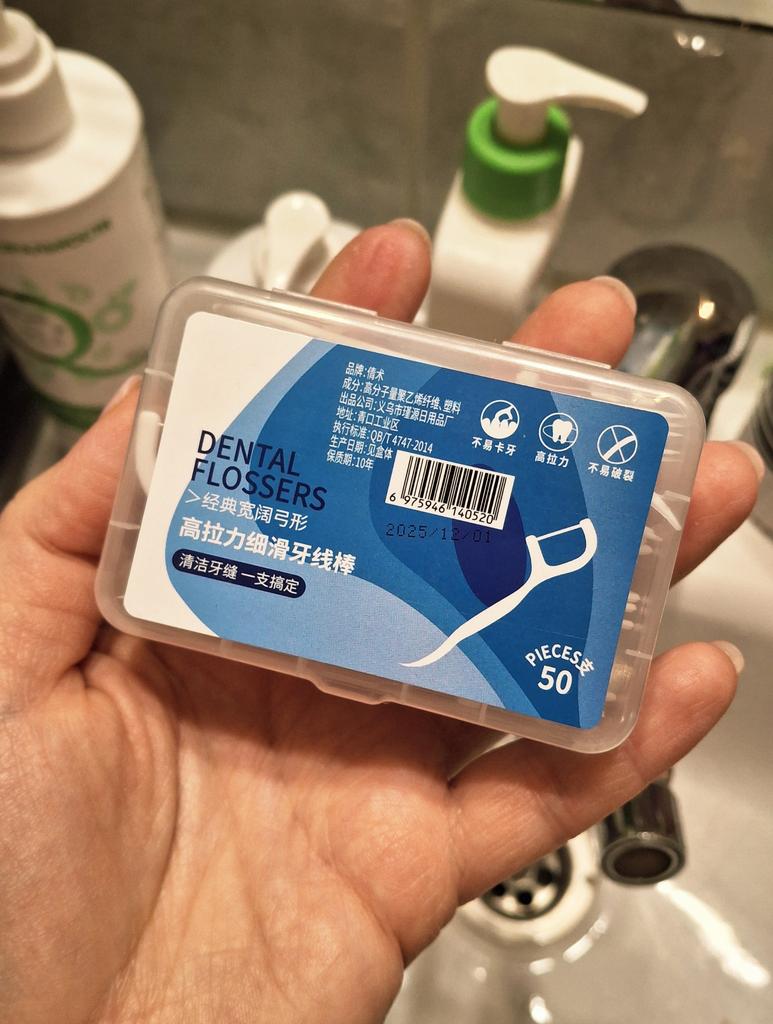 DENTAL
FLOSSERS
>经典宽阔弓形
高拉力细滑牙线棒
清洁牙缝 一支搞定
品牌:倩术
成分:高分子量聚乙烯纤维、塑料
出品公司:义乌市瑾源日用品厂
地址:青口工业区
执行标准:QB/T 4747-2014
生产日期:见盒体
保质期:10年
不易卡牙
高拉力
不易破裂
6 975946 140520
2025/12/01
PIECES支
50